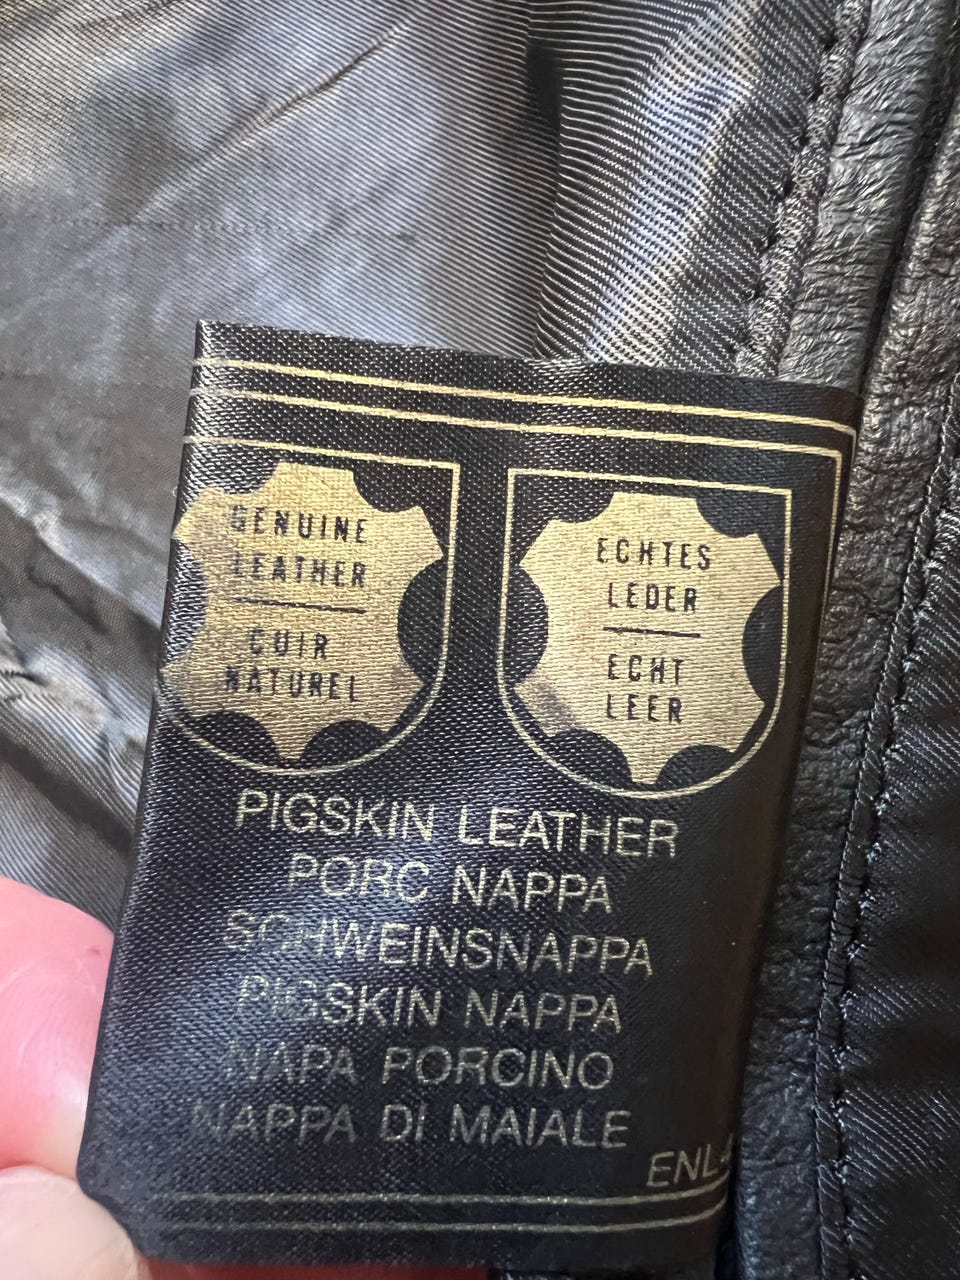 GENUINE
LEATHER
CUIR
NATUREL
ECHTES
LEDER
ECHT
LEER
PIGSKIN LEATHER
PORC NAPPA
SCHWEINSNAPPA
PIGSKIN NAPPA
NAPA PORCINO
NAPPA DI MAIALE